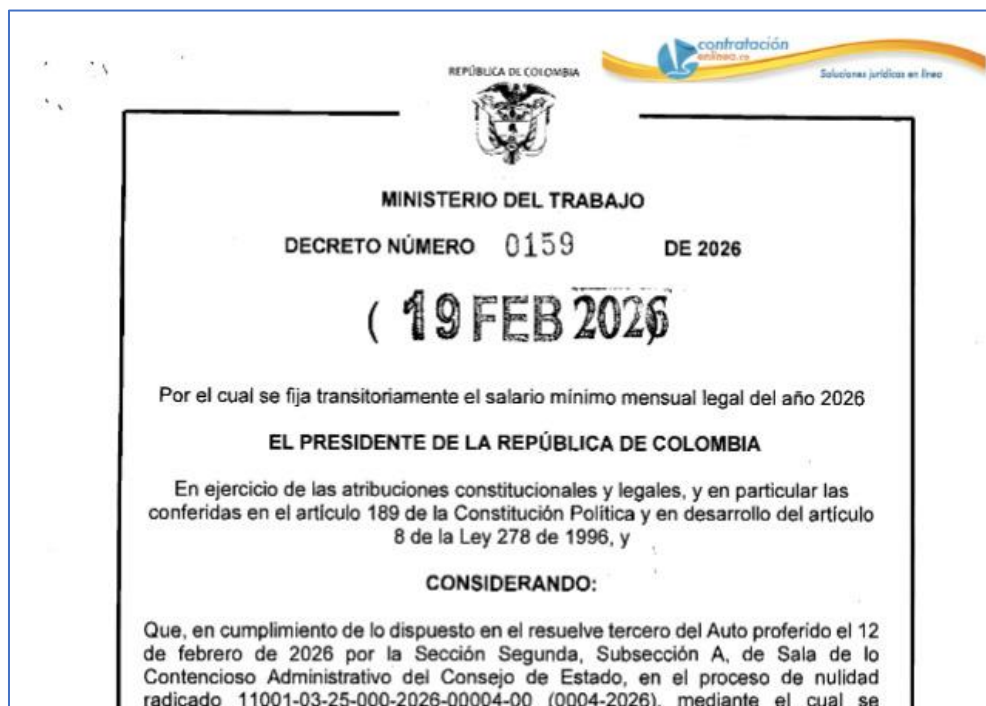 contratación
enlinea.co
Soluciones jurídicas en línea
REPÚBLICA DE COLOMBIA
MINISTERIO DEL TRABAJO
DECRETO NÚMERO 0159 DE 2026
( 19 FEB 2026
Por el cual se fija transitoriamente el salario mínimo mensual legal del año 2026
EL PRESIDENTE DE LA REPÚBLICA DE COLOMBIA
En ejercicio de las atribuciones constitucionales y legales, y en particular las
conferidas en el artículo 189 de la Constitución Política y en desarrollo del artículo
8 de la Ley 278 de 1996, y
CONSIDERANDO:
Que, en cumplimiento de lo dispuesto en el resuelve tercero del Auto proferido el 12
de febrero de 2026 por la Sección Segunda, Subsección A, de Sala de lo
Contencioso Administrativo del Consejo de Estado, en el proceso de nulidad
radicado 11001-03-25-000-2026-00004-00 (0004-2026), mediante el cual se